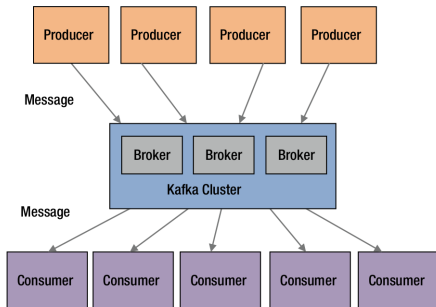 Producer Producer Producer Producer
Message
Broker Broker Broker
Kafka Cluster
Message
Consumer Consumer Consumer Consumer Consumer